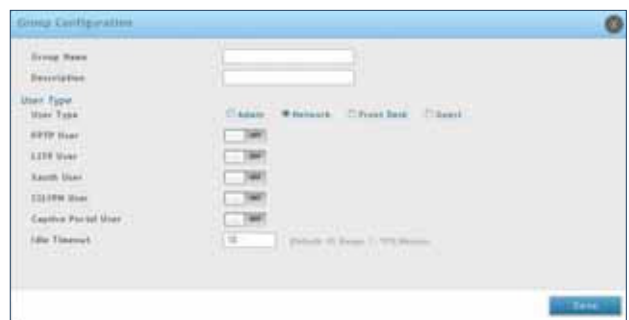 Group Configuration
Group Name
Description
User Type
User Type Admin Network Front Desk Guest
PPTP User OFF
L2TP User OFF
Xauth User OFF
SSLVPN User OFF
Captive Portal User OFF
Idle Timeout 10
Save